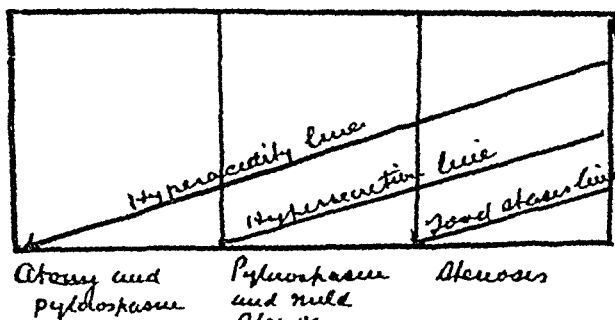 Hyperacidity line
Hypersecretion line
Food stasis line
Atony and
pylorospasm
Pylorospasm
and mild
Stenosis